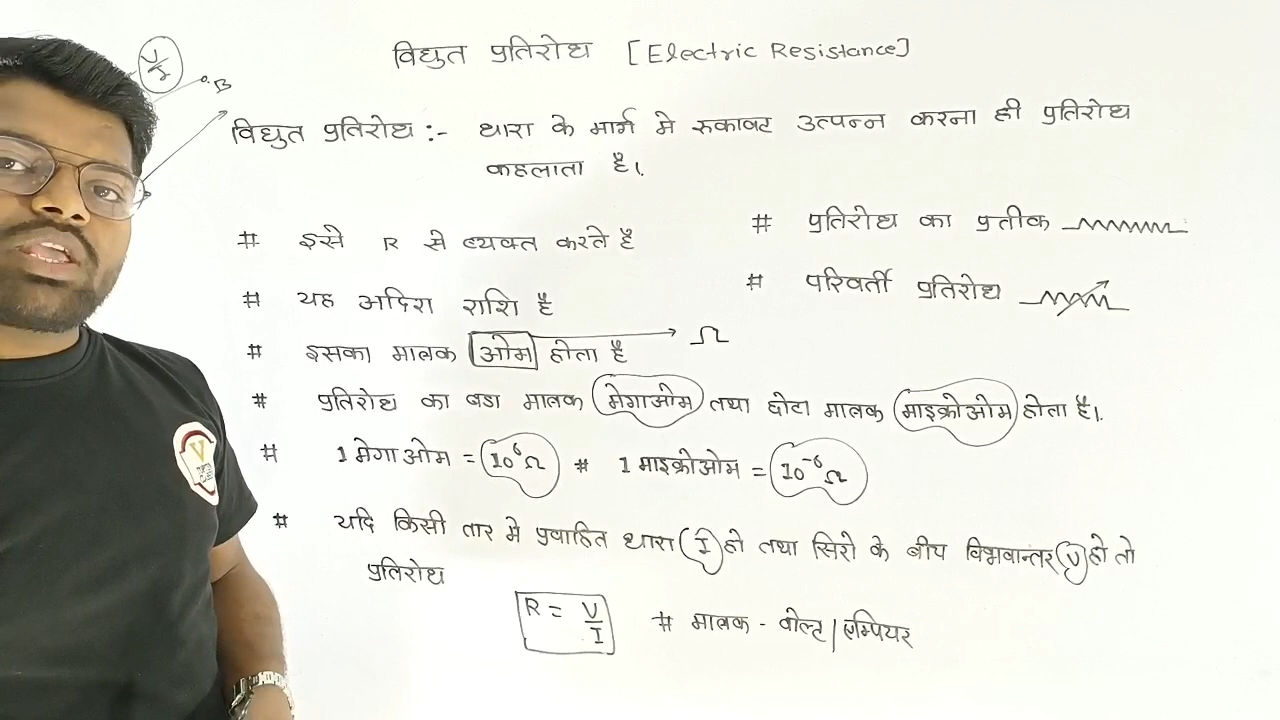 विद्युत प्रतिरोध [Electric Resistance]
V/I
B
विद्युत प्रतिरोध :- धारा के मार्ग मे रुकावट उत्पन्न करना ही प्रतिरोध
कहलाता है।
# इसे R से व्यक्त करते है
# प्रतिरोध का प्रतीक
# यह अदिश राशि है
# परिवर्ती प्रतिरोध
# इसका मात्रक ओम होता है → Ω
# प्रतिरोध का बडा मात्रक मेगाओम तथा छोटा मात्रक माइक्रोओम होता है।
# 1 मेगा ओम = 10⁶Ω # 1 माइक्रोओम = 10⁻⁶Ω
# यदि किसी तार मे प्रवाहित धारा (I) हो तथा सिरो के बीच विभवान्तर (V) हो तो
प्रतिरोध
R = V/I # मात्रक - वोल्ट/एम्पियर